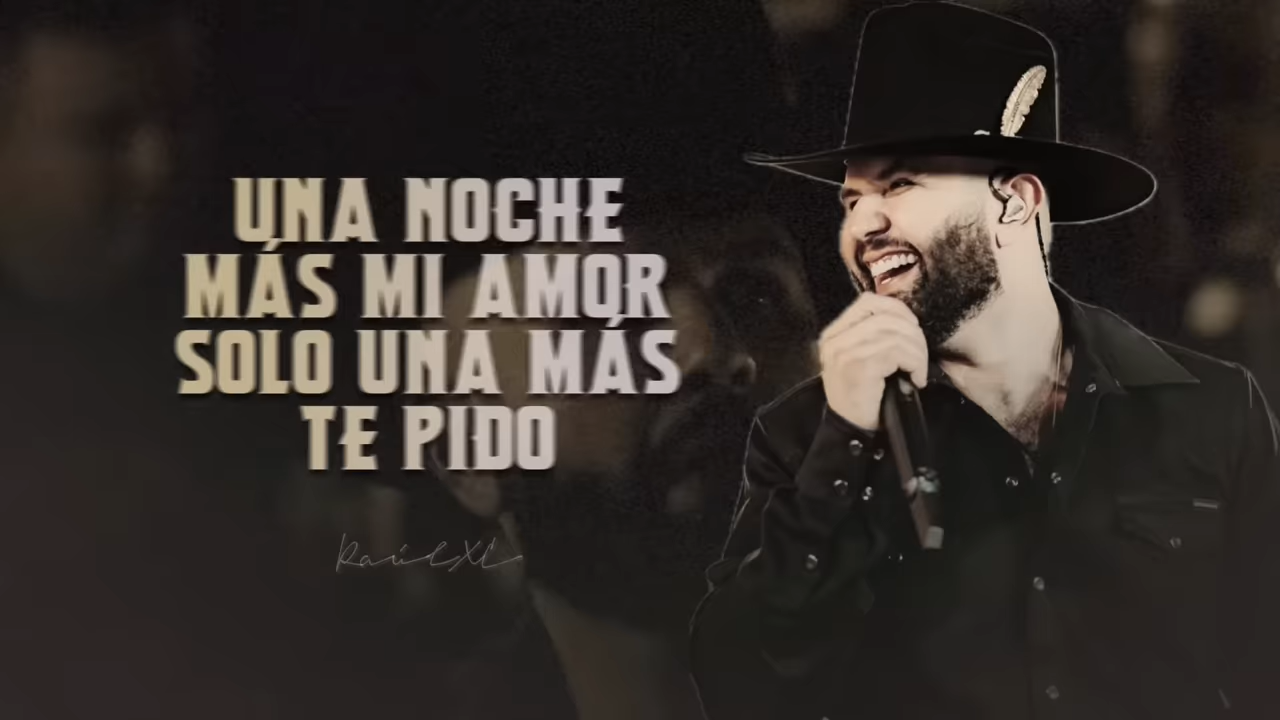 UNA NOCHE
MÁS MI AMOR
SOLO UNA MÁS
TE PIDO
RaúlXL